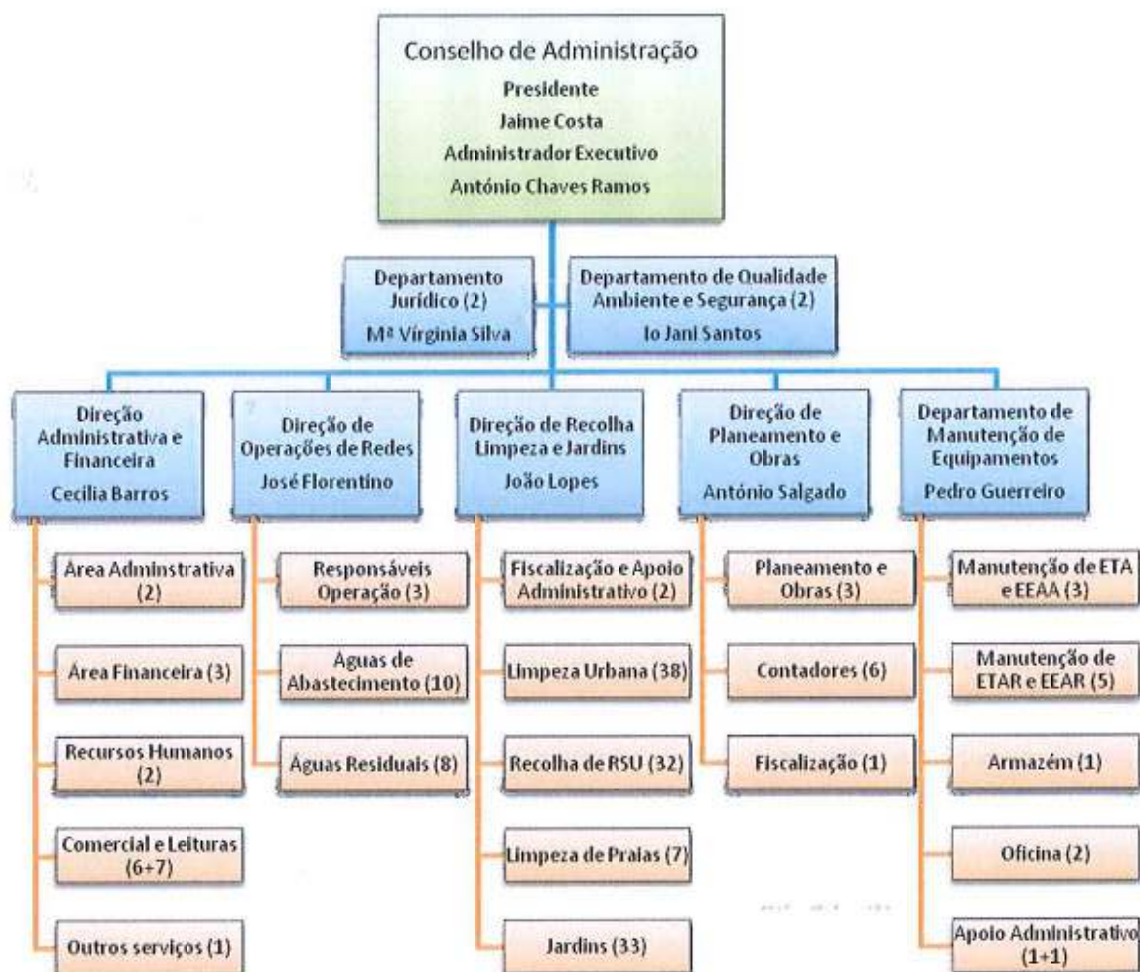 Conselho de Administração
Presidente
Jaime Costa
Administrador Executivo
António Chaves Ramos
Departamento
Jurídico (2)
Mª Vírginia Silva
Departamento de Qualidade
Ambiente e Segurança (2)
Io Jani Santos
Direção
Administrativa e
Financeira
Cecilia Barros
Direção de
Operações de Redes
José Florentino
Direção de Recolha
Limpeza e Jardins
João Lopes
Direção de
Planeamento e
Obras
António Salgado
Departamento de
Manutenção de
Equipamentos
Pedro Guerreiro
Área Adminstrativa
(2)
Área Financeira (3)
Recursos Humanos
(2)
Comercial e Leituras
(6+7)
Outros serviços (1)
Responsáveis
Operação (3)
Águas de
Abastecimento (10)
Águas Residuais (8)
Fiscalização e Apoio
Administrativo (2)
Limpeza Urbana (38)
Recolha de RSU (32)
Limpeza de Praias (7)
Jardins (33)
Planeamento e
Obras (3)
Contadores (6)
Fiscalização (1)
Manutenção de ETA
e EEAA (3)
Manutenção de
ETAR e EEAR (5)
Armazém (1)
Oficina (2)
Apoio Administrativo
(1+1)